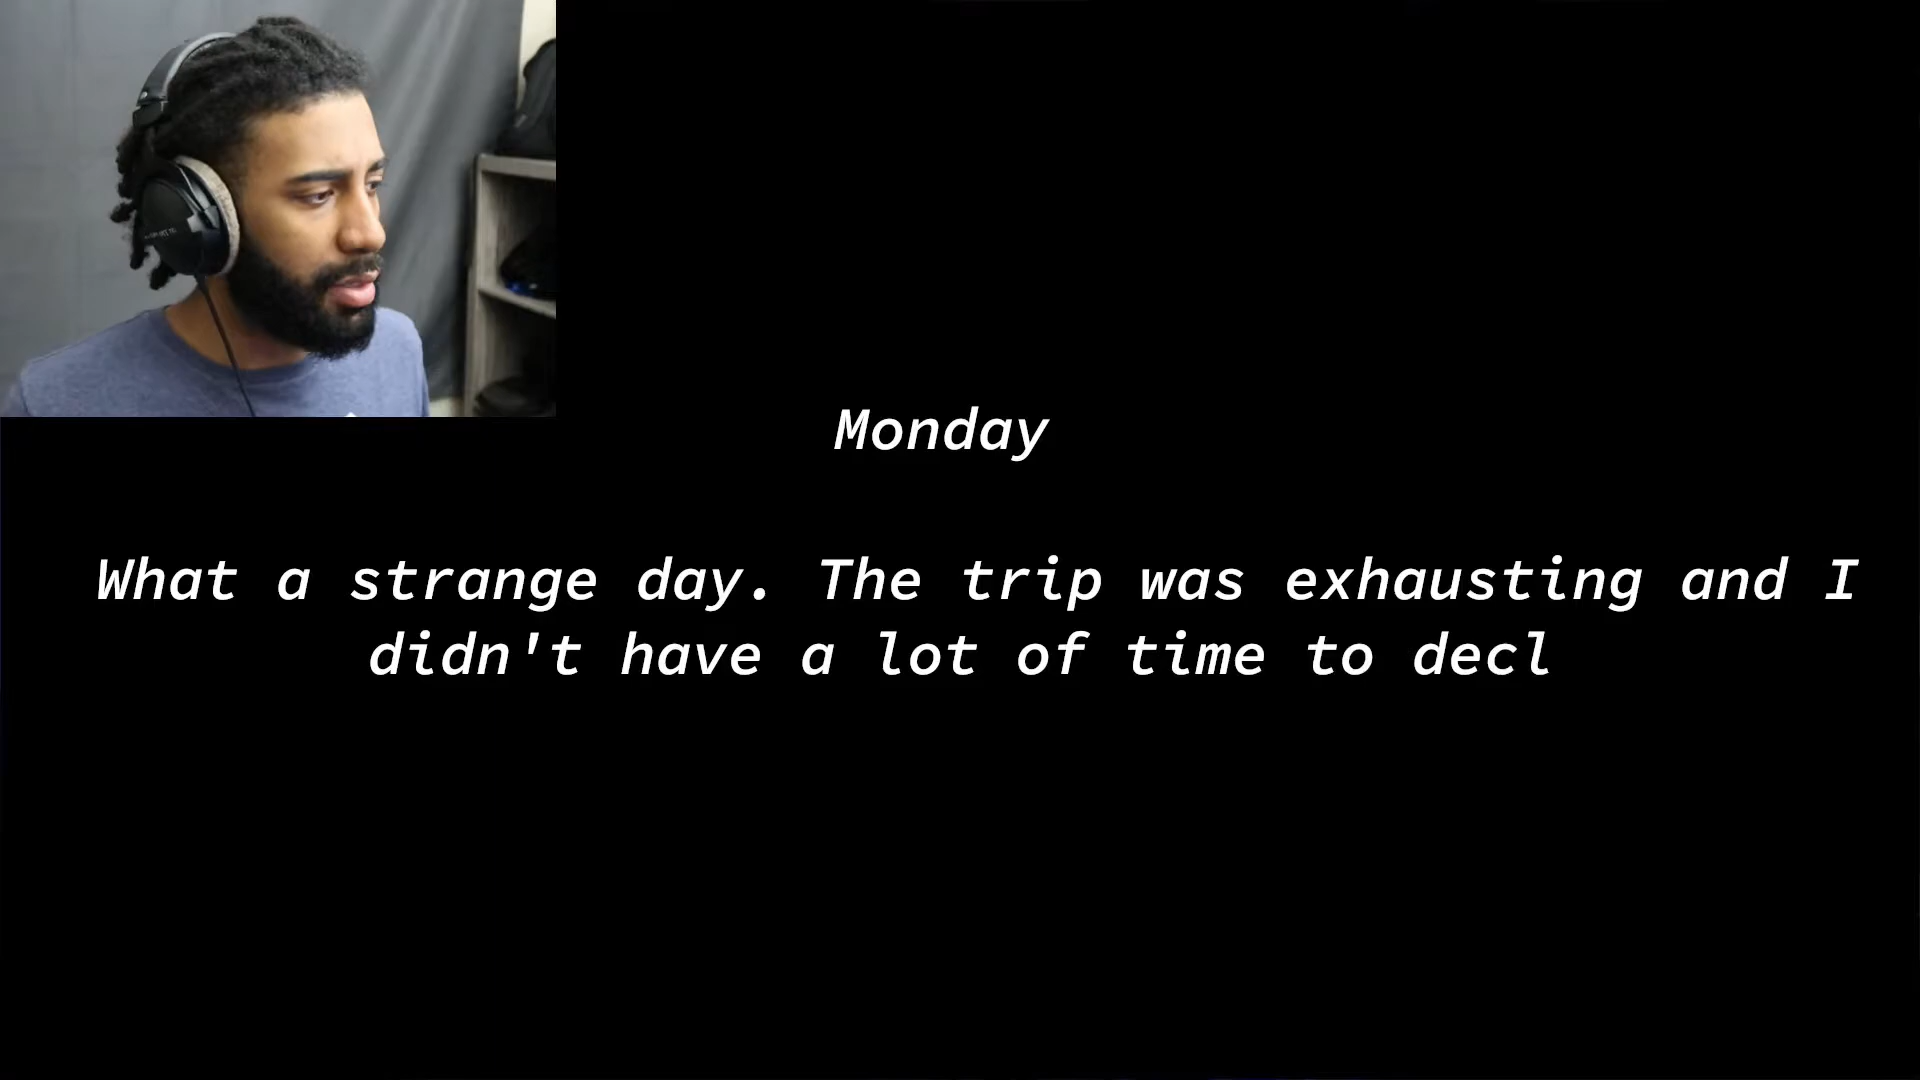 Monday
What a strange day. The trip was exhausting and I
didn't have a lot of time to decl